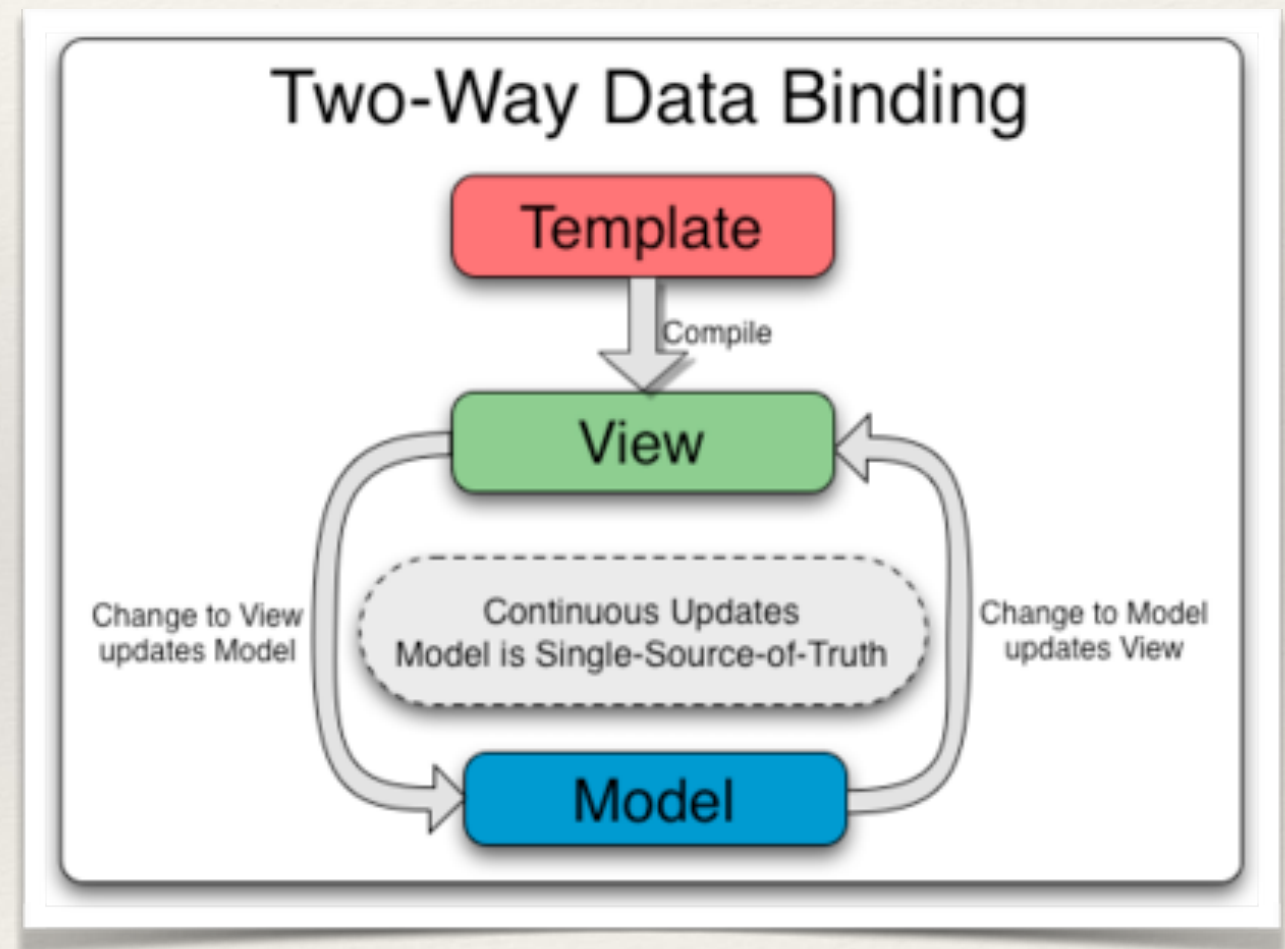 Two-Way Data Binding
Template
Compile
View
Change to View
updates Model
Continuous Updates
Model is Single-Source-of-Truth
Change to Model
updates View
Model